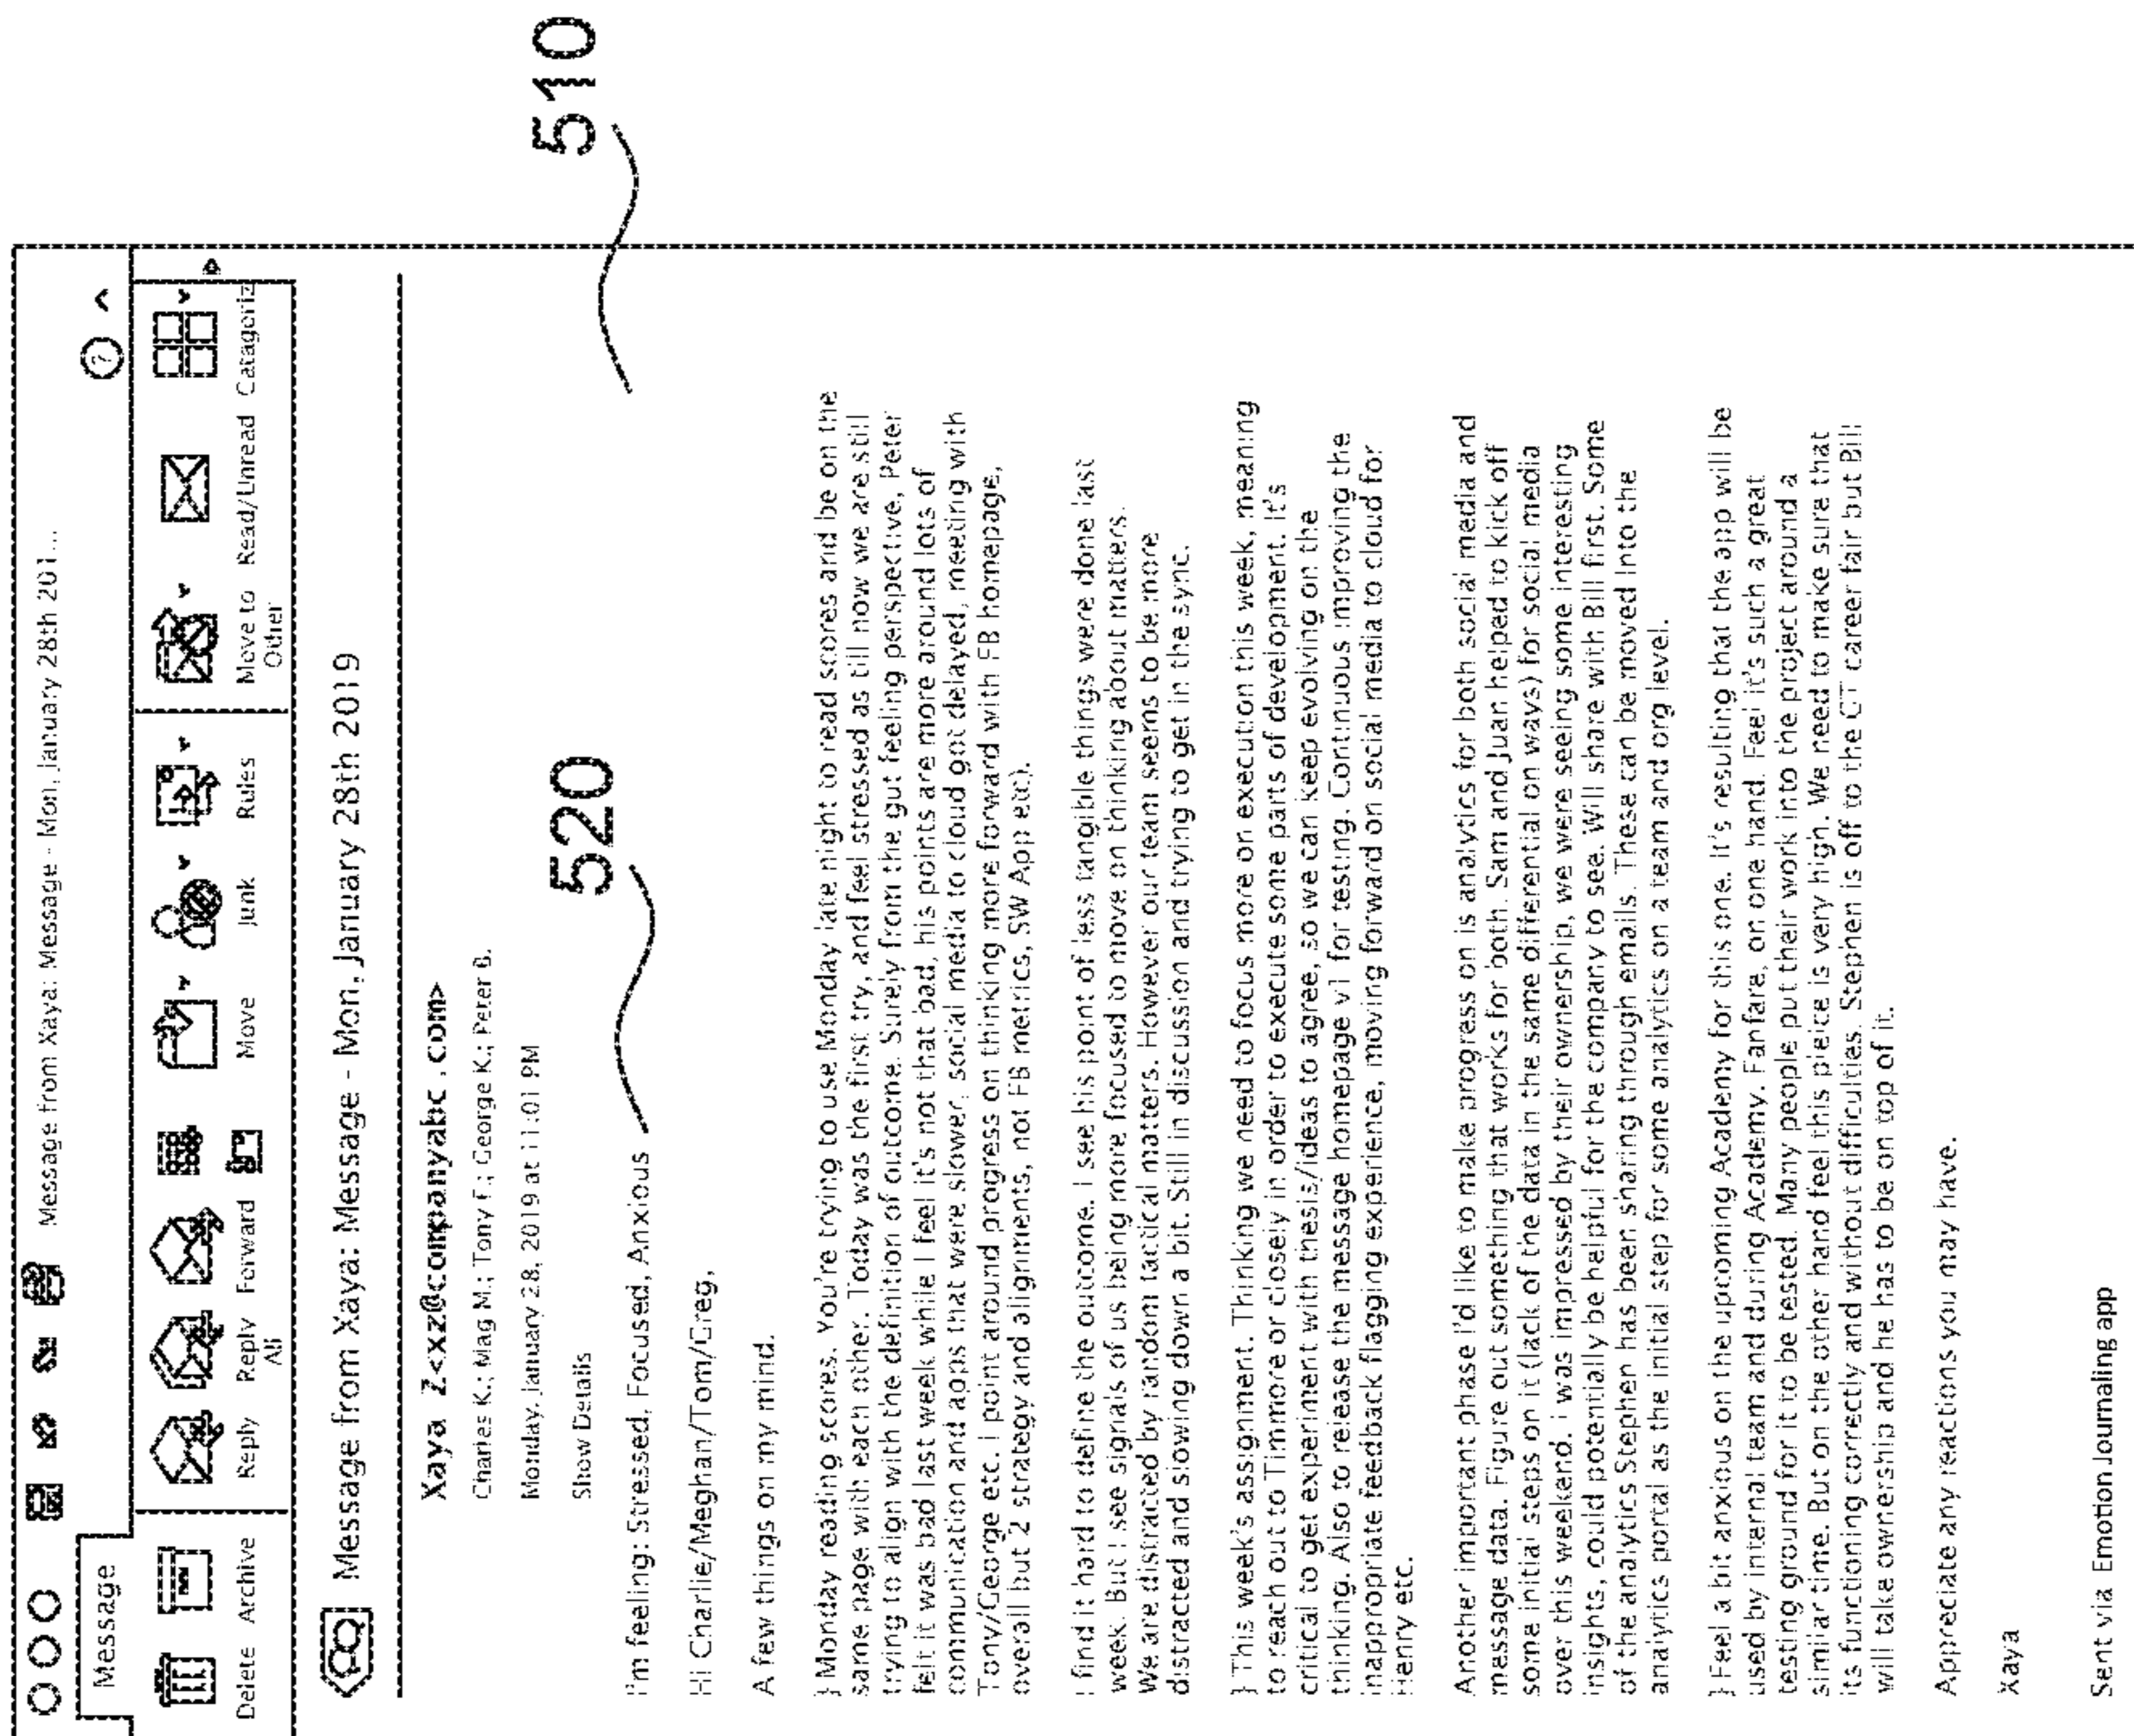 Message from Xaya: Message - Mon, January 28th 201...
Message
?
Delete Archive Reply Reply All Forward Move Junk Rules Move to Other Read/Unread Catagoriz
Message from Xaya: Message - Mon, January 28th 2019
Xaya Z<xz@companyabc.com>
Charles K.; Mag M.; Tony F.; George K.; Peter B.
Monday, January 28, 2019 at 11:01 PM
Show Details
520
510
I'm feeling: Stressed, Focused, Anxious
Hi Charlie/Meghan/Tom/Greg,
A few things on my mind.
} Monday reading scores. You're trying to use Monday late night to read scores and be on the
same page with each other. Today was the first try, and feel stressed as till now we are still
trying to align with the definition of outcome. Surely from the gut feeling perspective, Peter
felt it was bad last week while I feel it's not that bad, his points are more around lots of
communication and apps that were slower, social media to cloud got delayed, meeting with
Tony/George etc. I point around progress on thinking more forward with FB homepage,
overall but 2 strategy and alignments, not FB metrics, SW App etc).
I find it hard to define the outcome. I see his point of less tangible things were done last
week. But I see signals of us being more focused to move on thinking about matters.
We are distracted by random tactical matters. However our team seems to be more
distracted and slowing down a bit. Still in discussion and trying to get in the sync.
} This week's assignment. Thinking we need to focus more on execution this week, meaning
to reach out to Timmore or closely in order to execute some parts of development. It's
critical to get experiment with thesis/ideas to agree, so we can keep evolving on the
thinking. Also to release the message homepage v1 for testing. Continuous improving the
inappropriate feedback flagging experience, moving forward on social media to cloud for
Henry etc.
Another important phase I'd like to make progress on is analytics for both social media and
message data. Figure out something that works for both. Sam and Juan helped to kick off
some initial steps on it (lack of the data in the same differential on ways) for social media
over this weekend. I was impressed by their ownership, we were seeing some interesting
insights, could potentially be helpful for the company to see. Will share with Bill first. Some
of the analytics Stephen has been sharing through emails. These can be moved into the
analytics portal as the initial step for some analytics on a team and org level.
} Feel a bit anxious on the upcoming Academy for this one. It's resulting that the app will be
used by internal team and during Academy. Fanfare, on one hand. Feel it's such a great
testing ground for it to be tested. Many people put their work into the project around a
similar time. But on the other hand feel this piece is very high. We need to make sure that
its functioning correctly and without difficulties. Stephen is off to the CT career fair but Bill
will take ownership and he has to be on top of it.
Appreciate any reactions you may have.
Xaya
Sent via Emotion Journaling app